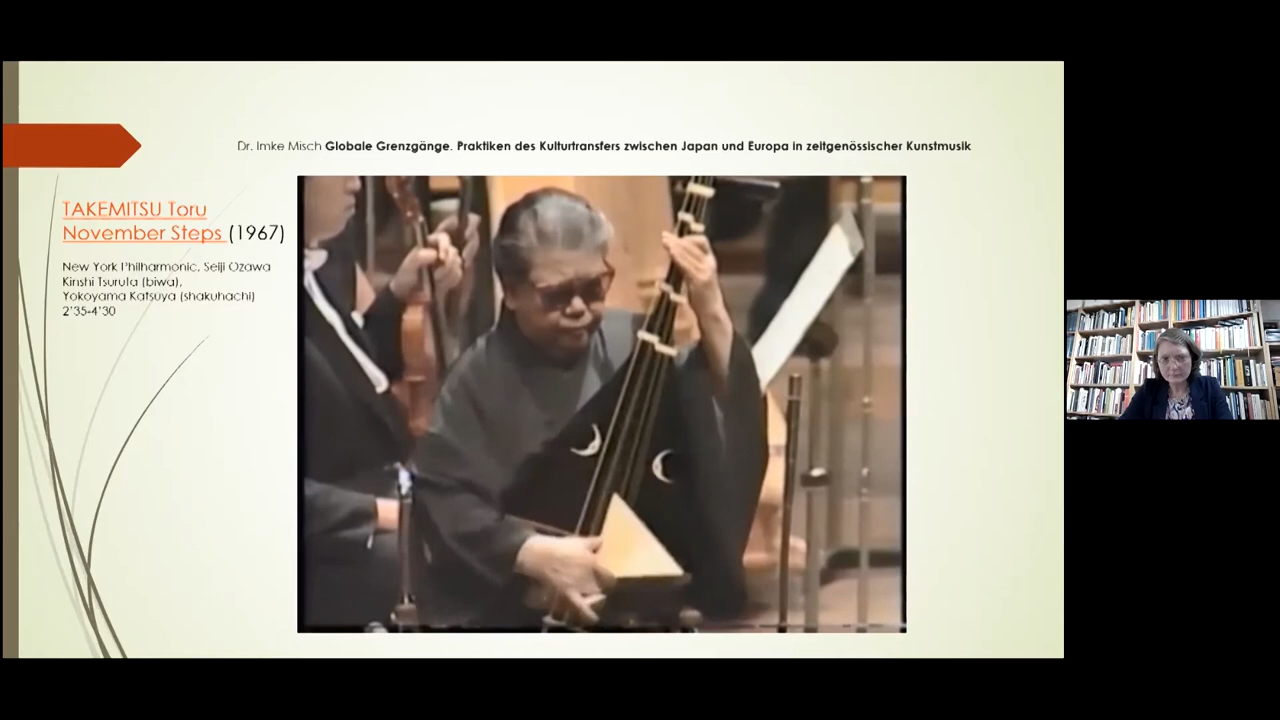 Dr. Imke Misch Globale Grenzgänge. Praktiken des Kulturtransfers zwischen Japan und Europa in zeitgenössischer Kunstmusik
TAKEMITSU Toru
November Steps (1967)
New York Philharmonic, Seiji Ozawa
Kinshi Tsuruta (biwa),
Yokoyama Katsuya (shakuhachi)
2'35-4'30